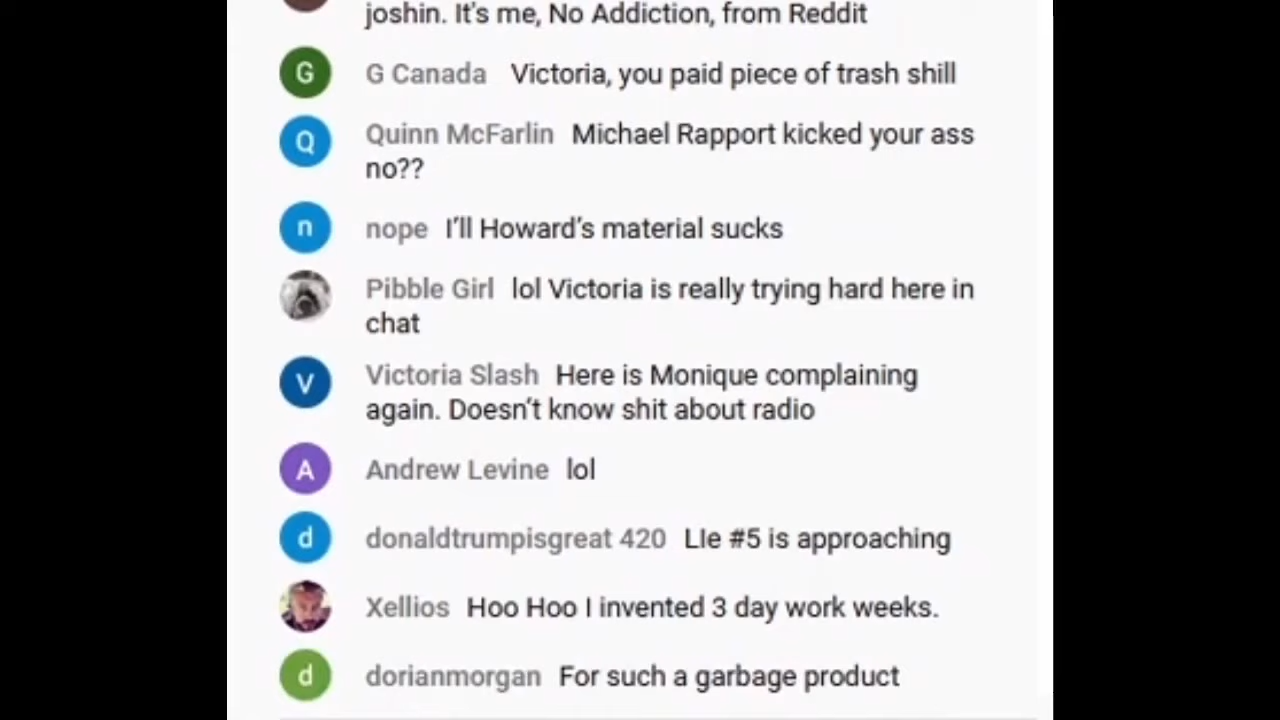 joshin. It's me, No Addiction, from Reddit
G
G Canada Victoria, you paid piece of trash shill
Q
Quinn McFarlin Michael Rapport kicked your ass
no??
n
nope I'll Howard's material sucks
Pibble Girl lol Victoria is really trying hard here in
chat
V
Victoria Slash Here is Monique complaining
again. Doesn't know shit about radio
A
Andrew Levine lol
d
donaldtrumpisgreat 420 LIe #5 is approaching
Xellios Hoo Hoo I invented 3 day work weeks.
d
dorianmorgan For such a garbage product